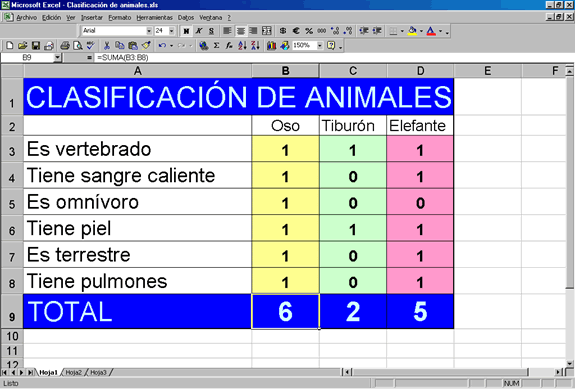 Microsoft Excel - Clasificación de animales.xls
Archivo Edición Ver Insertar Formato Herramientas Datos Ventana ?
Arial 24 N K S $ € % 000
150%
B9 =SUMA(B3:B8)
A B C D E F
1 CLASIFICACIÓN DE ANIMALES
2 Oso Tiburón Elefante
3 Es vertebrado 1 1 1
4 Tiene sangre caliente 1 0 1
5 Es omnívoro 1 0 0
6 Tiene piel 1 1 1
7 Es terrestre 1 0 1
8 Tiene pulmones 1 0 1
9 TOTAL 6 2 5
10
11
12
Hoja1 Hoja2 Hoja3
Listo NUM